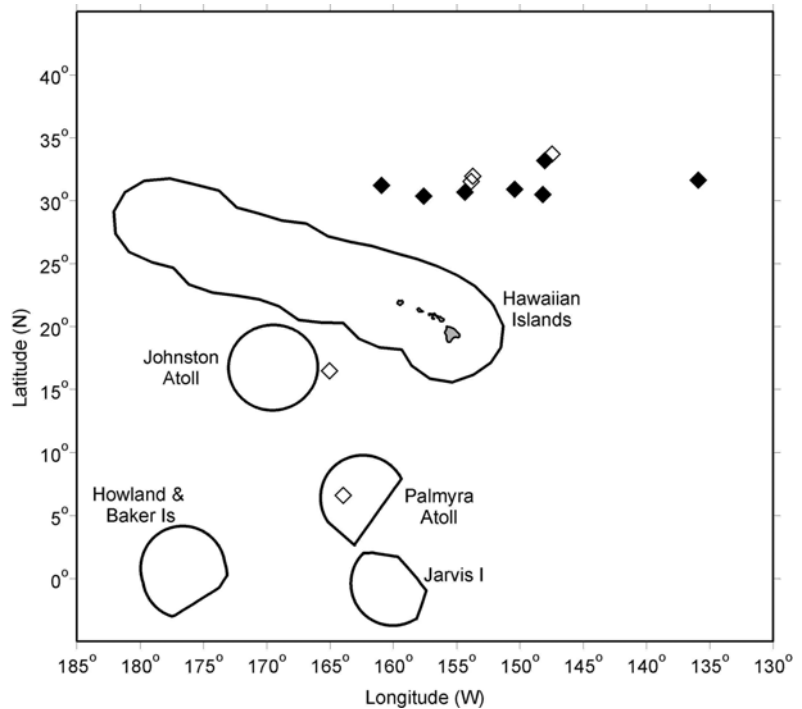 40°
35°
30°
25°
20°
15°
10°
5°
0°
Latitude (N)
Hawaiian
Islands
Johnston
Atoll
Howland &
Baker Is
Palmyra
Atoll
Jarvis I
185° 180° 175° 170° 165° 160° 155° 150° 145° 140° 135° 130°
Longitude (W)